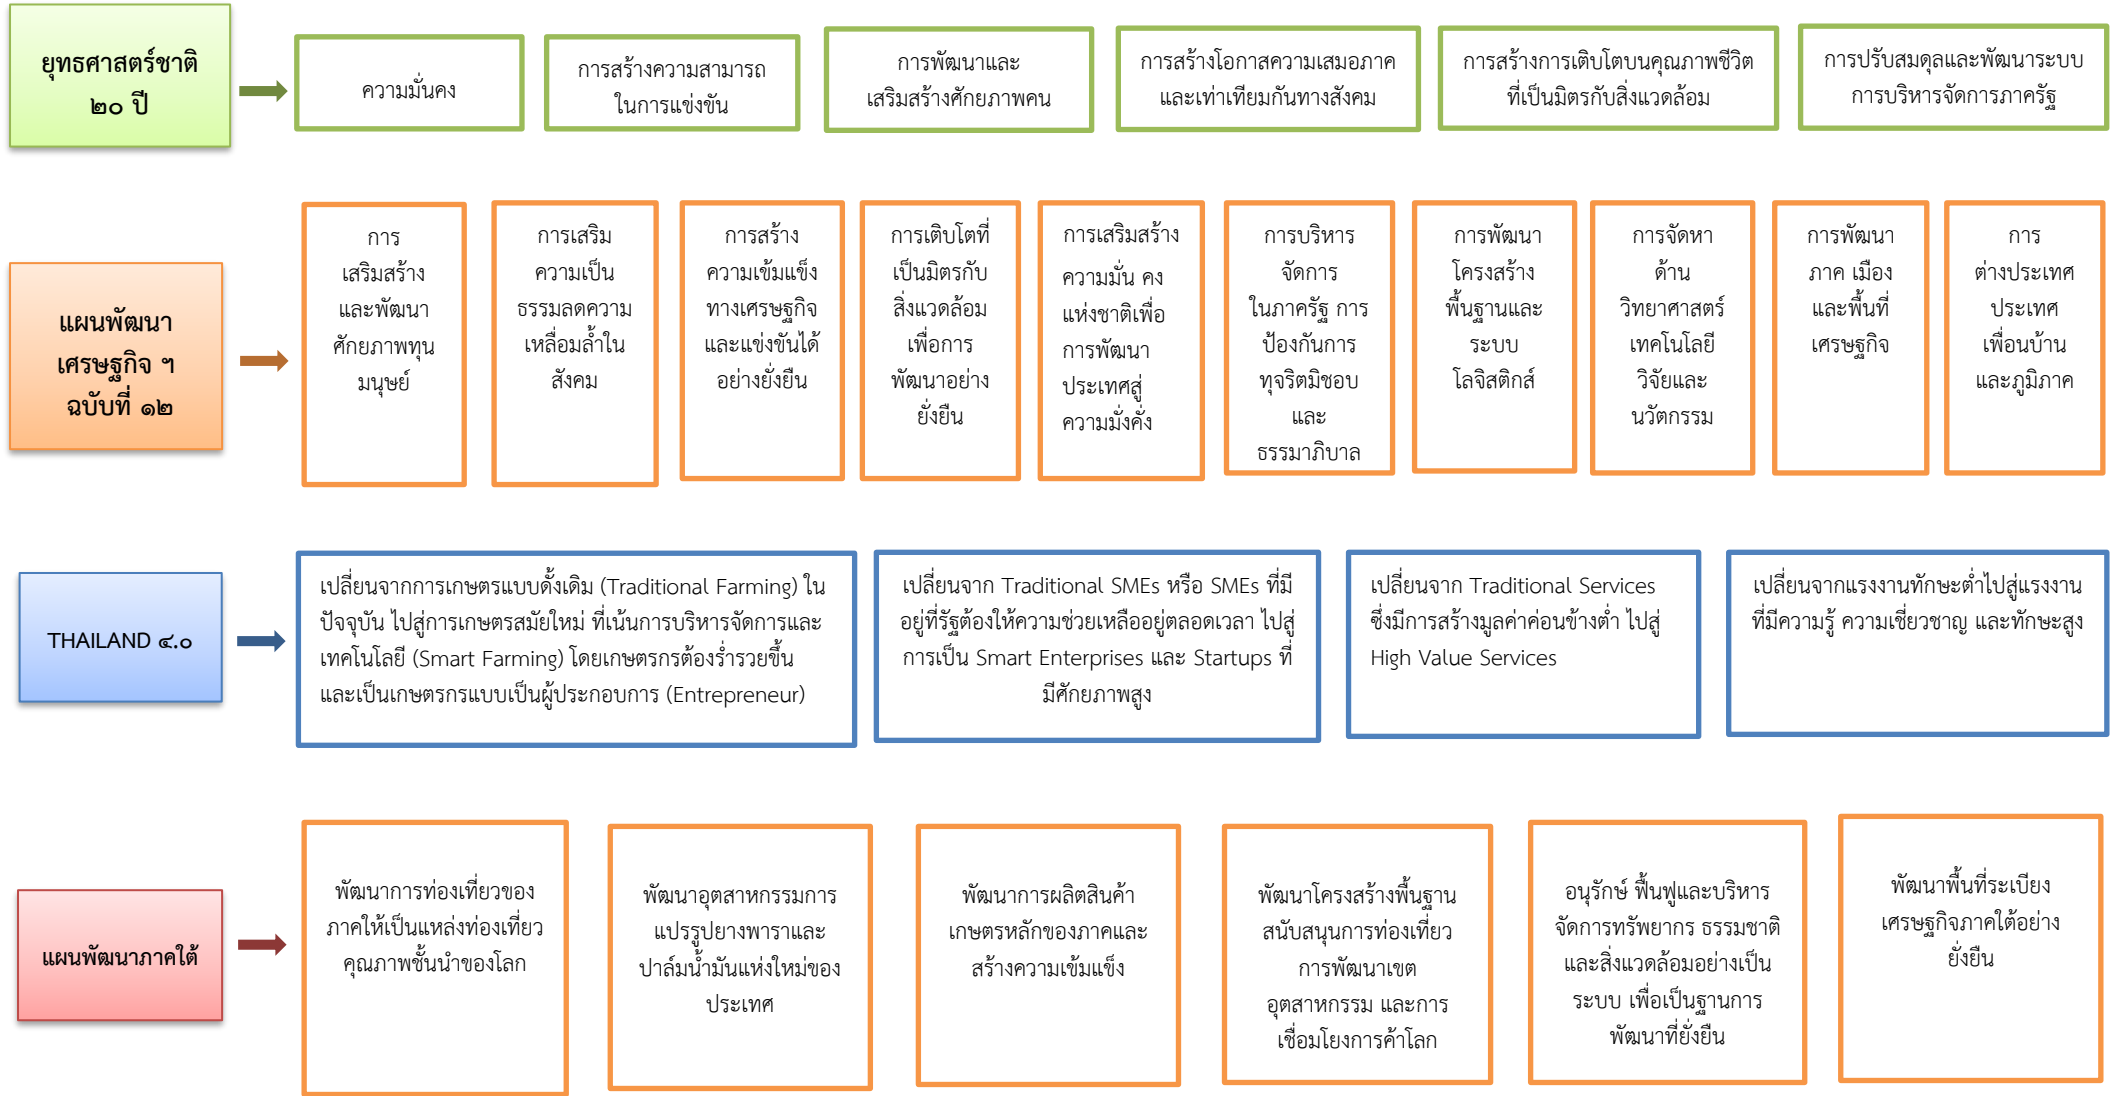 ยุทธศาสตร์ชาติ
๒๐ ปี
ความมั่นคง
การสร้างความสามารถ
ในการแข่งขัน
การพัฒนาและ
เสริมสร้างศักยภาพคน
การสร้างโอกาสความเสมอภาค
และเท่าเทียมกันทางสังคม
การสร้างการเติบโตบนคุณภาพชีวิต
ที่เป็นมิตรกับสิ่งแวดล้อม
การปรับสมดุลและพัฒนาระบบ
การบริหารจัดการภาครัฐ
แผนพัฒนา
เศรษฐกิจ ฯ
ฉบับที่ ๑๒
การ
เสริมสร้าง
และพัฒนา
ศักยภาพทุน
มนุษย์
การเสริม
ความเป็น
ธรรมลดความ
เหลื่อมล้ำใน
สังคม
การสร้าง
ความเข้มแข็ง
ทางเศรษฐกิจ
และแข่งขันได้
อย่างยั่งยืน
การเติบโตที่
เป็นมิตรกับ
สิ่งแวดล้อม
เพื่อการ
พัฒนาอย่าง
ยั่งยืน
การเสริมสร้าง
ความมั่น คง
แห่งชาติเพื่อ
การพัฒนา
ประเทศสู่
ความมั่งคั่ง
การบริหาร
จัดการ
ในภาครัฐ การ
ป้องกันการ
ทุจริตมิชอบ
และ
ธรรมาภิบาล
การพัฒนา
โครงสร้าง
พื้นฐานและ
ระบบ
โลจิสติกส์
การจัดหา
ด้าน
วิทยาศาสตร์
เทคโนโลยี
วิจัยและ
นวัตกรรม
การพัฒนา
ภาค เมือง
และพื้นที่
เศรษฐกิจ
การ
ต่างประเทศ
ประเทศ
เพื่อนบ้าน
และภูมิภาค
THAILAND ๔.๐
เปลี่ยนจากการเกษตรแบบดั้งเดิม (Traditional Farming) ใน
ปัจจุบัน ไปสู่การเกษตรสมัยใหม่ ที่เน้นการบริหารจัดการและ
เทคโนโลยี (Smart Farming) โดยเกษตรกรต้องร่ำรวยขึ้น
และเป็นเกษตรกรแบบเป็นผู้ประกอบการ (Entrepreneur)
เปลี่ยนจาก Traditional SMEs หรือ SMEs ที่มี
อยู่ที่รัฐต้องให้ความช่วยเหลืออยู่ตลอดเวลา ไปสู่
การเป็น Smart Enterprises และ Startups ที่
มีศักยภาพสูง
เปลี่ยนจาก Traditional Services
ซึ่งมีการสร้างมูลค่าค่อนข้างต่ำ ไปสู่
High Value Services
เปลี่ยนจากแรงงานทักษะต่ำไปสู่แรงงาน
ที่มีความรู้ ความเชี่ยวชาญ และทักษะสูง
แผนพัฒนาภาคใต้
พัฒนาการท่องเที่ยวของ
ภาคให้เป็นแหล่งท่องเที่ยว
คุณภาพชั้นนำของโลก
พัฒนาอุตสาหกรรมการ
แปรรูปยางพาราและ
ปาล์มน้ำมันแห่งใหม่ของ
ประเทศ
พัฒนาการผลิตสินค้า
เกษตรหลักของภาคและ
สร้างความเข้มแข็ง
พัฒนาโครงสร้างพื้นฐาน
สนับสนุนการท่องเที่ยว
การพัฒนาเขต
อุตสาหกรรม และการ
เชื่อมโยงการค้าโลก
อนุรักษ์ ฟื้นฟูและบริหาร
จัดการทรัพยากร ธรรมชาติ
และสิ่งแวดล้อมอย่างเป็น
ระบบ เพื่อเป็นฐานการ
พัฒนาที่ยั่งยืน
พัฒนาพื้นที่ระเบียง
เศรษฐกิจภาคใต้อย่าง
ยั่งยืน